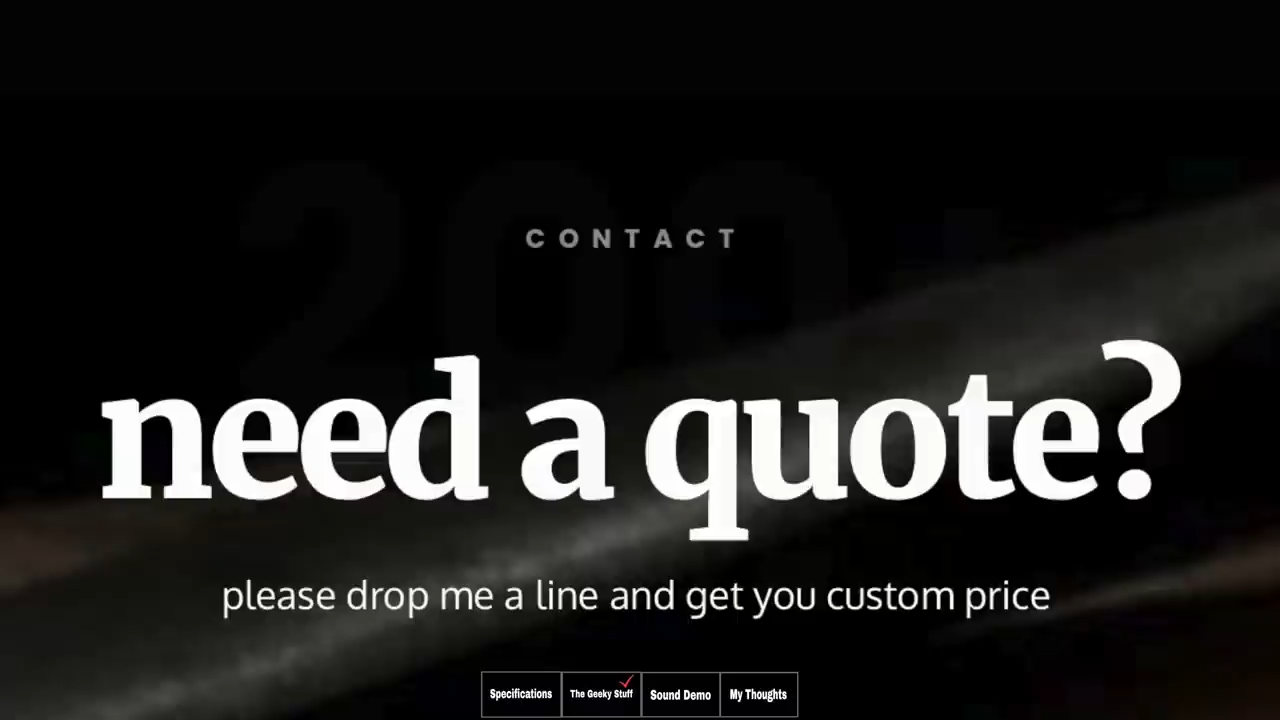 200+
CONTACT
need a quote?
please drop me a line and get you custom price
Specifications
The Geeky Stuff
Sound Demo
My Thoughts